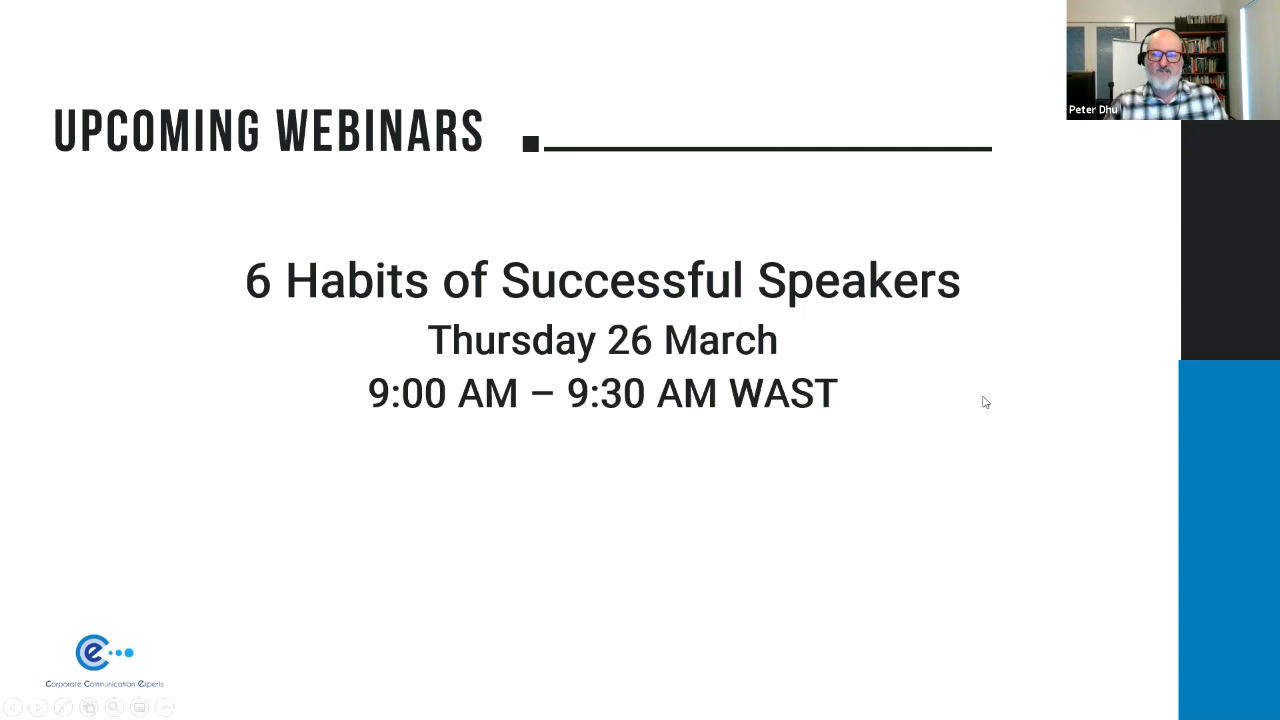 Peter Dhu
UPCOMING WEBINARS
6 Habits of Successful Speakers
Thursday 26 March
9:00 AM – 9:30 AM WAST
Corporate Communication Experts